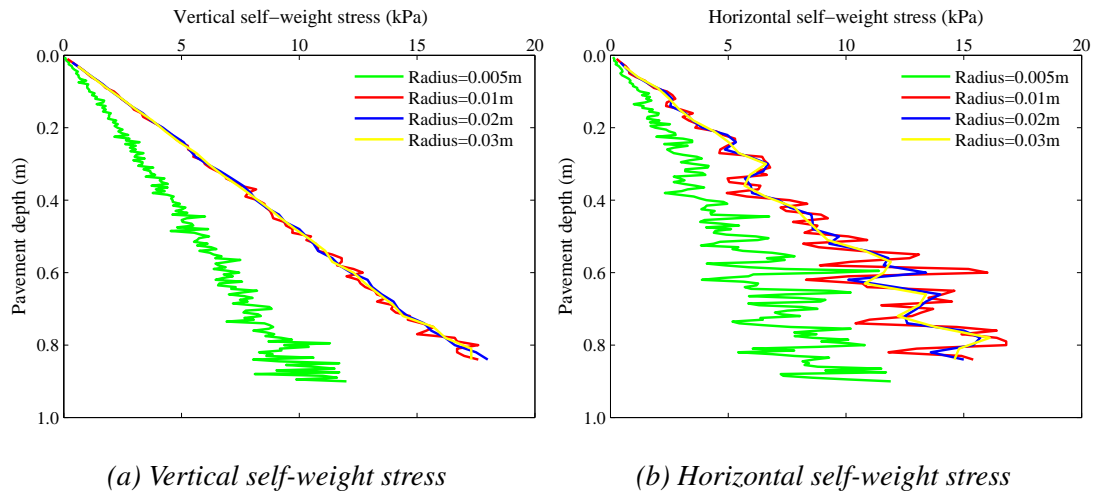 Vertical self−weight stress (kPa)
0 5 10 15 20
0.0
0.2
0.4
0.6
0.8
1.0
Pavement depth (m)
Radius=0.005m
Radius=0.01m
Radius=0.02m
Radius=0.03m
(a) Vertical self-weight stress
Horizontal self−weight stress (kPa)
0 5 10 15 20
0.0
0.2
0.4
0.6
0.8
1.0
Pavement depth (m)
Radius=0.005m
Radius=0.01m
Radius=0.02m
Radius=0.03m
(b) Horizontal self-weight stress